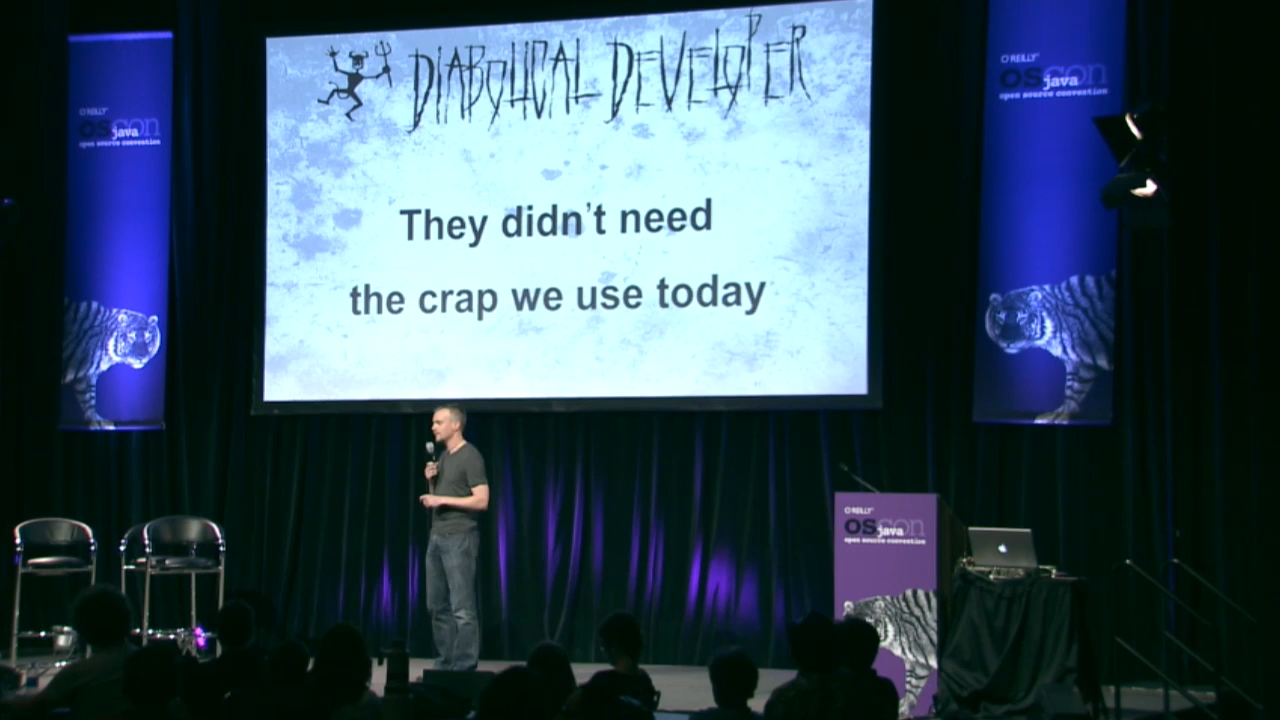 DIABOLICAL DEVELOPER
They didn't need
the crap we use today
O'REILLY
oscon
java
open source convention
O'REILLY
oscon
java
open source convention
O'REILLY
oscon
java
open source convention